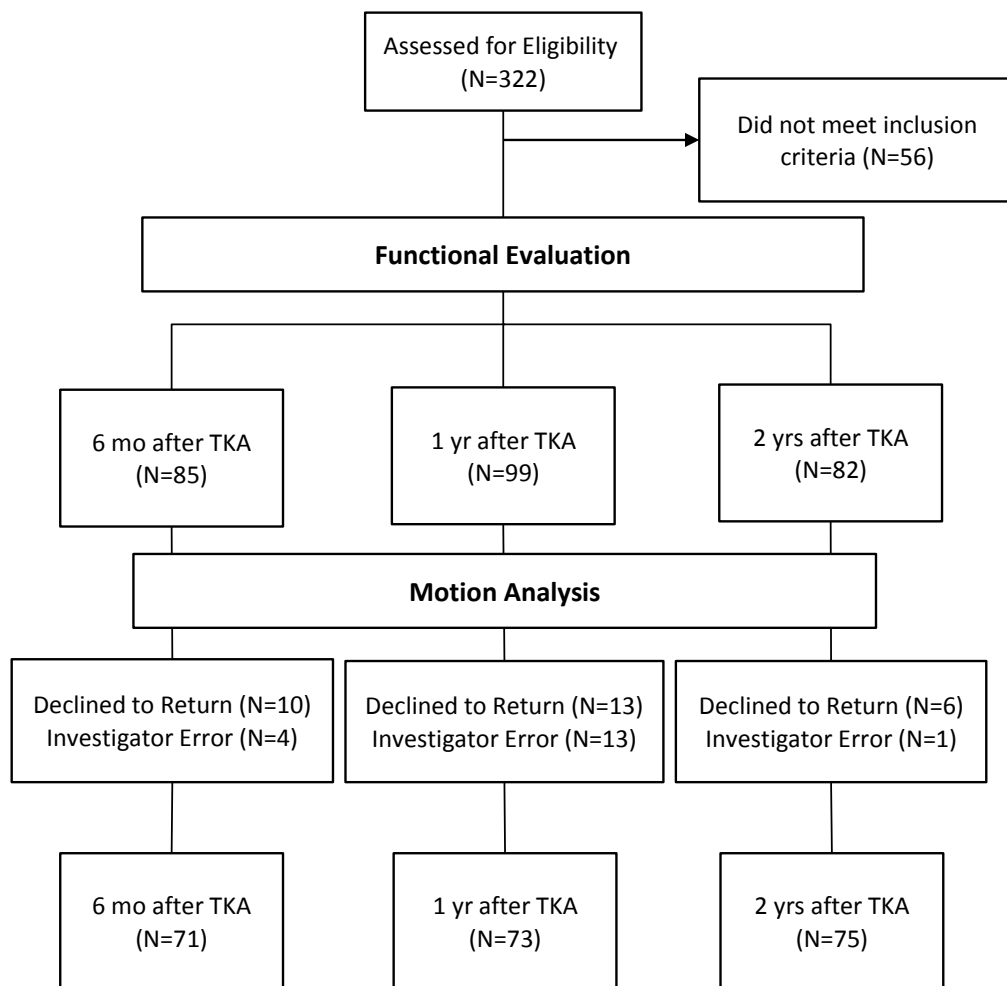 Assessed for Eligibility
(N=322)
Did not meet inclusion
criteria (N=56)
Functional Evaluation
6 mo after TKA
(N=85)
1 yr after TKA
(N=99)
2 yrs after TKA
(N=82)
Motion Analysis
Declined to Return (N=10)
Investigator Error (N=4)
Declined to Return (N=13)
Investigator Error (N=13)
Declined to Return (N=6)
Investigator Error (N=1)
6 mo after TKA
(N=71)
1 yr after TKA
(N=73)
2 yrs after TKA
(N=75)